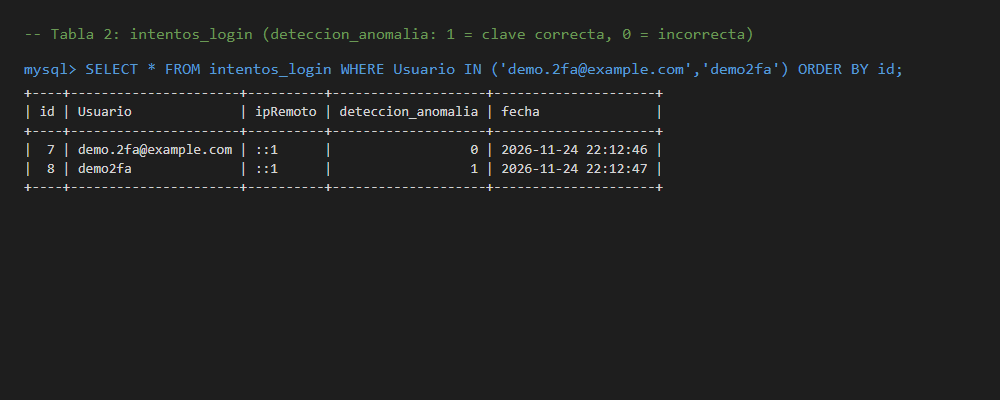 -- Tabla 2: intentos_login (deteccion_anomalia: 1 = clave correcta, 0 = incorrecta)
mysql> SELECT * FROM intentos_login WHERE Usuario IN ('demo.2fa@example.com','demo2fa') ORDER BY id;
+----+----------------------+----------+--------------------+---------------------+
| id | Usuario              | ipRemoto | deteccion_anomalia | fecha               |
+----+----------------------+----------+--------------------+---------------------+
|  7 | demo.2fa@example.com | ::1      |                  0 | 2026-11-24 22:12:46 |
|  8 | demo2fa              | ::1      |                  1 | 2026-11-24 22:12:47 |
+----+----------------------+----------+--------------------+---------------------+